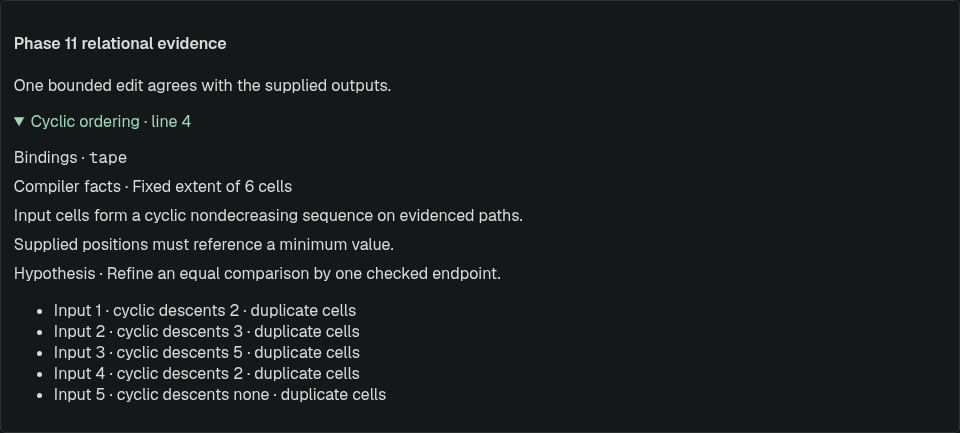 Phase 11 relational evidence
One bounded edit agrees with the supplied outputs.
▼ Cyclic ordering · line 4
Bindings · tape
Compiler facts · Fixed extent of 6 cells
Input cells form a cyclic nondecreasing sequence on evidenced paths.
Supplied positions must reference a minimum value.
Hypothesis · Refine an equal comparison by one checked endpoint.
• Input 1 · cyclic descents 2 · duplicate cells
• Input 2 · cyclic descents 3 · duplicate cells
• Input 3 · cyclic descents 5 · duplicate cells
• Input 4 · cyclic descents 2 · duplicate cells
• Input 5 · cyclic descents none · duplicate cells